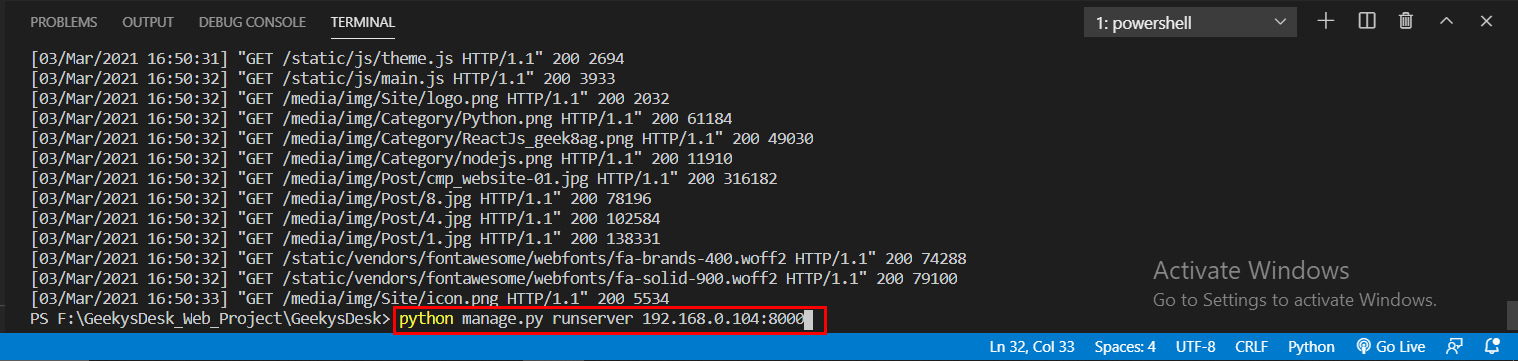 PROBLEMS OUTPUT DEBUG CONSOLE TERMINAL 1: powershell
[03/Mar/2021 16:50:31] "GET /static/js/theme.js HTTP/1.1" 200 2694
[03/Mar/2021 16:50:32] "GET /static/js/main.js HTTP/1.1" 200 3933
[03/Mar/2021 16:50:32] "GET /media/img/Site/logo.png HTTP/1.1" 200 2032
[03/Mar/2021 16:50:32] "GET /media/img/Category/Python.png HTTP/1.1" 200 61184
[03/Mar/2021 16:50:32] "GET /media/img/Category/ReactJs_geek8ag.png HTTP/1.1" 200 49030
[03/Mar/2021 16:50:32] "GET /media/img/Category/nodejs.png HTTP/1.1" 200 11910
[03/Mar/2021 16:50:32] "GET /media/img/Post/cmp_website-01.jpg HTTP/1.1" 200 316182
[03/Mar/2021 16:50:32] "GET /media/img/Post/8.jpg HTTP/1.1" 200 78196
[03/Mar/2021 16:50:32] "GET /media/img/Post/4.jpg HTTP/1.1" 200 102584
[03/Mar/2021 16:50:32] "GET /media/img/Post/1.jpg HTTP/1.1" 200 138331
[03/Mar/2021 16:50:32] "GET /static/vendors/fontawesome/webfonts/fa-brands-400.woff2 HTTP/1.1" 200 74288
[03/Mar/2021 16:50:32] "GET /static/vendors/fontawesome/webfonts/fa-solid-900.woff2 HTTP/1.1" 200 79100
[03/Mar/2021 16:50:33] "GET /media/img/Site/icon.png HTTP/1.1" 200 5534
PS F:\GeekysDesk_Web_Project\GeekysDesk> python manage.py runserver 192.168.0.104:8000
Activate Windows
Go to Settings to activate Windows.
Ln 32, Col 33 Spaces: 4 UTF-8 CRLF Python Go Live